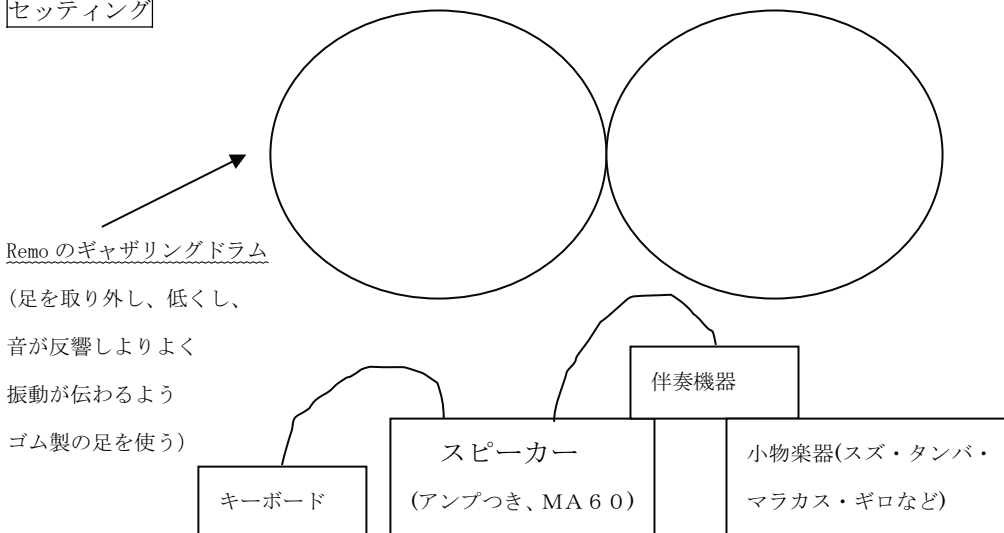 セッティング
Remo のギャザリングドラム
（足を取り外し、低くし、
音が反響しよりよく
振動が伝わるよう
ゴム製の足を使う）
伴奏機器
スピーカー
(アンプつき、ＭＡ６０)
キーボード
小物楽器(スズ・タンバ・
マラカス・ギロなど)